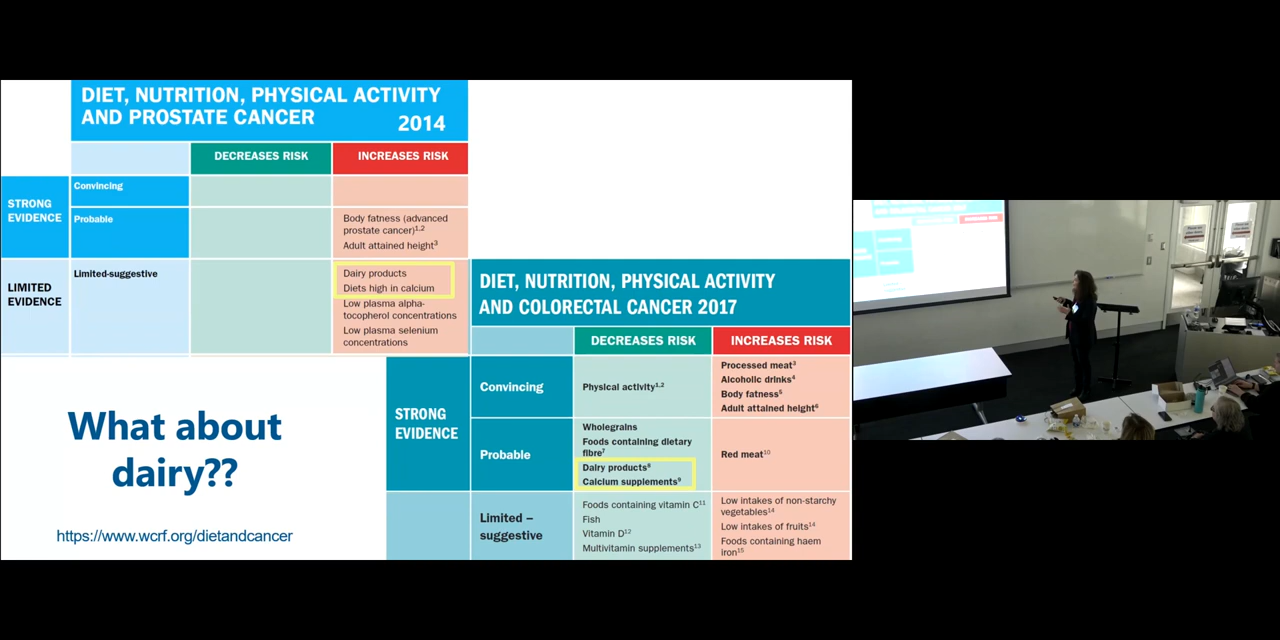 DIET, NUTRITION, PHYSICAL ACTIVITY
AND PROSTATE CANCER 2014
DECREASES RISK
INCREASES RISK
STRONG
EVIDENCE
Convincing
Probable
Body fatness (advanced
prostate cancer)1,2
Adult attained height3
LIMITED
EVIDENCE
Limited-suggestive
Dairy products
Diets high in calcium
Low plasma alpha-
tocopherol concentrations
Low plasma selenium
concentrations
DIET, NUTRITION, PHYSICAL ACTIVITY
AND COLORECTAL CANCER 2017
DECREASES RISK
INCREASES RISK
STRONG
EVIDENCE
Convincing
Physical activity1,2
Processed meat3
Alcoholic drinks4
Body fatness5
Adult attained height6
Probable
Wholegrains
Foods containing dietary
fibre7
Dairy products8
Calcium supplements9
Red meat10
Limited –
suggestive
Foods containing vitamin C11
Fish
Vitamin D12
Multivitamin supplements13
Low intakes of non-starchy
vegetables14
Low intakes of fruits14
Foods containing haem
iron15
What about
dairy??
https://www.wcrf.org/dietandcancer